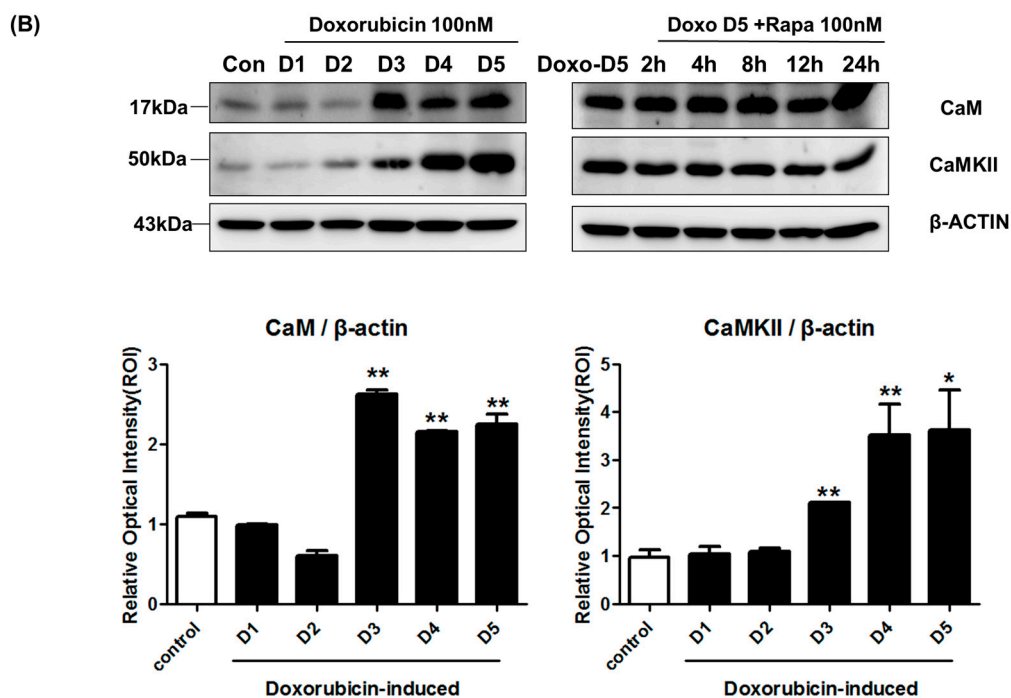 (B)
Doxorubicin 100nM
Doxo D5 +Rapa 100nM
Con D1 D2 D3 D4 D5
Doxo-D5 2h 4h 8h 12h 24h
17kDa
CaM
50kDa
CaMKII
43kDa
β-ACTIN
CaM / β-actin
Relative Optical Intensity(ROI)
3
2
1
0
** ** **
control D1 D2 D3 D4 D5
Doxorubicin-induced
CaMKII / β-actin
Relative Optical Intensity(ROI)
5
4
3
2
1
0
** ** *
control D1 D2 D3 D4 D5
Doxorubicin-induced